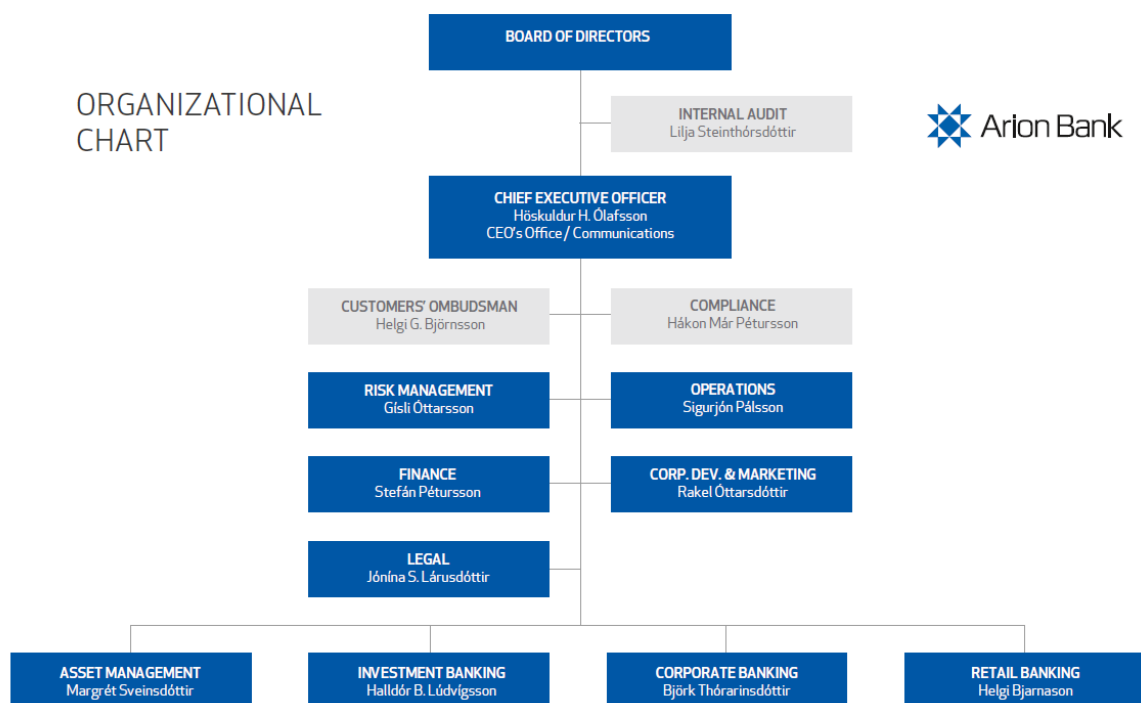 BOARD OF DIRECTORS
ORGANIZATIONAL
CHART
INTERNAL AUDIT
Lilja Steinthórsdóttir
Arion Bank
CHIEF EXECUTIVE OFFICER
Höskuldur H. Ólafsson
CEO's Office / Communications
CUSTOMERS' OMBUDSMAN
Helgi G. Björnsson
COMPLIANCE
Hákon Már Pétursson
RISK MANAGEMENT
Gísli Óttarsson
OPERATIONS
Sigurjón Pálsson
FINANCE
Stefán Pétursson
CORP. DEV. & MARKETING
Rakel Óttarsdóttir
LEGAL
Jónína S. Lárusdóttir
ASSET MANAGEMENT
Margrét Sveinsdóttir
INVESTMENT BANKING
Halldór B. Lúdvígsson
CORPORATE BANKING
Björk Thórarinsdóttir
RETAIL BANKING
Helgi Bjarnason